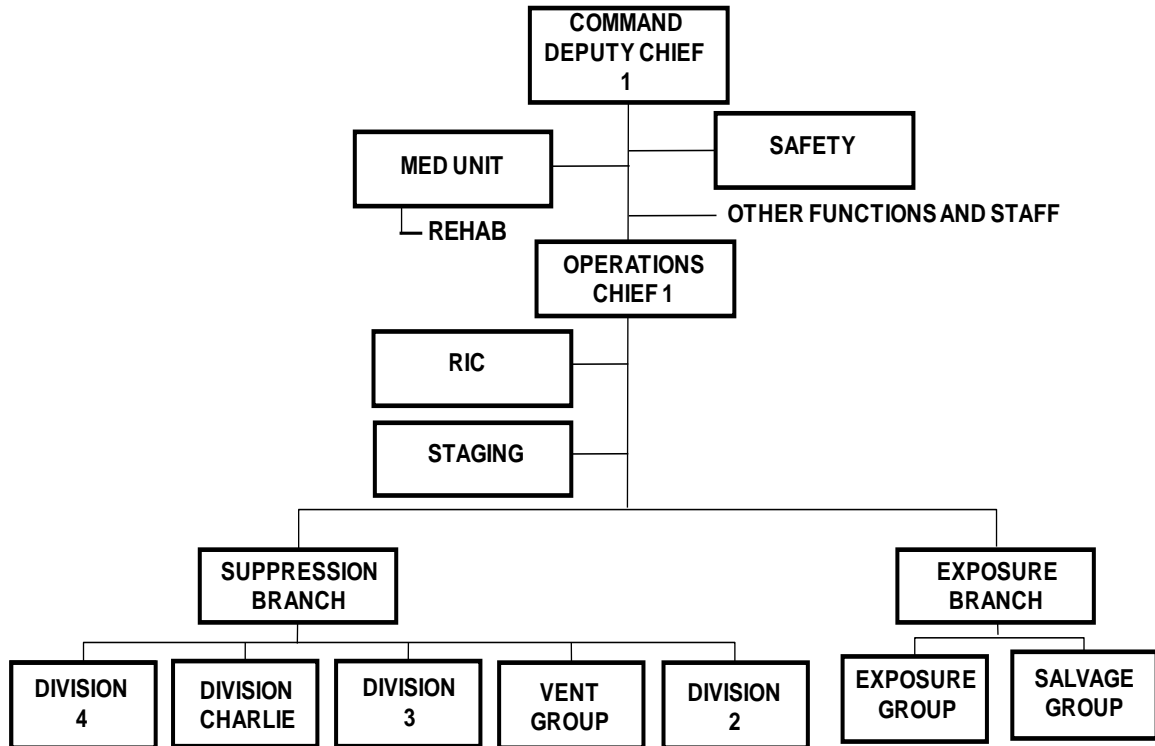 COMMAND
DEPUTY CHIEF
1
SAFETY
MED UNIT
OTHER FUNCTIONS AND STAFF
REHAB
OPERATIONS
CHIEF 1
RIC
STAGING
SUPPRESSION
BRANCH
EXPOSURE
BRANCH
DIVISION
4
DIVISION
CHARLIE
DIVISION
3
VENT
GROUP
DIVISION
2
EXPOSURE
GROUP
SALVAGE
GROUP